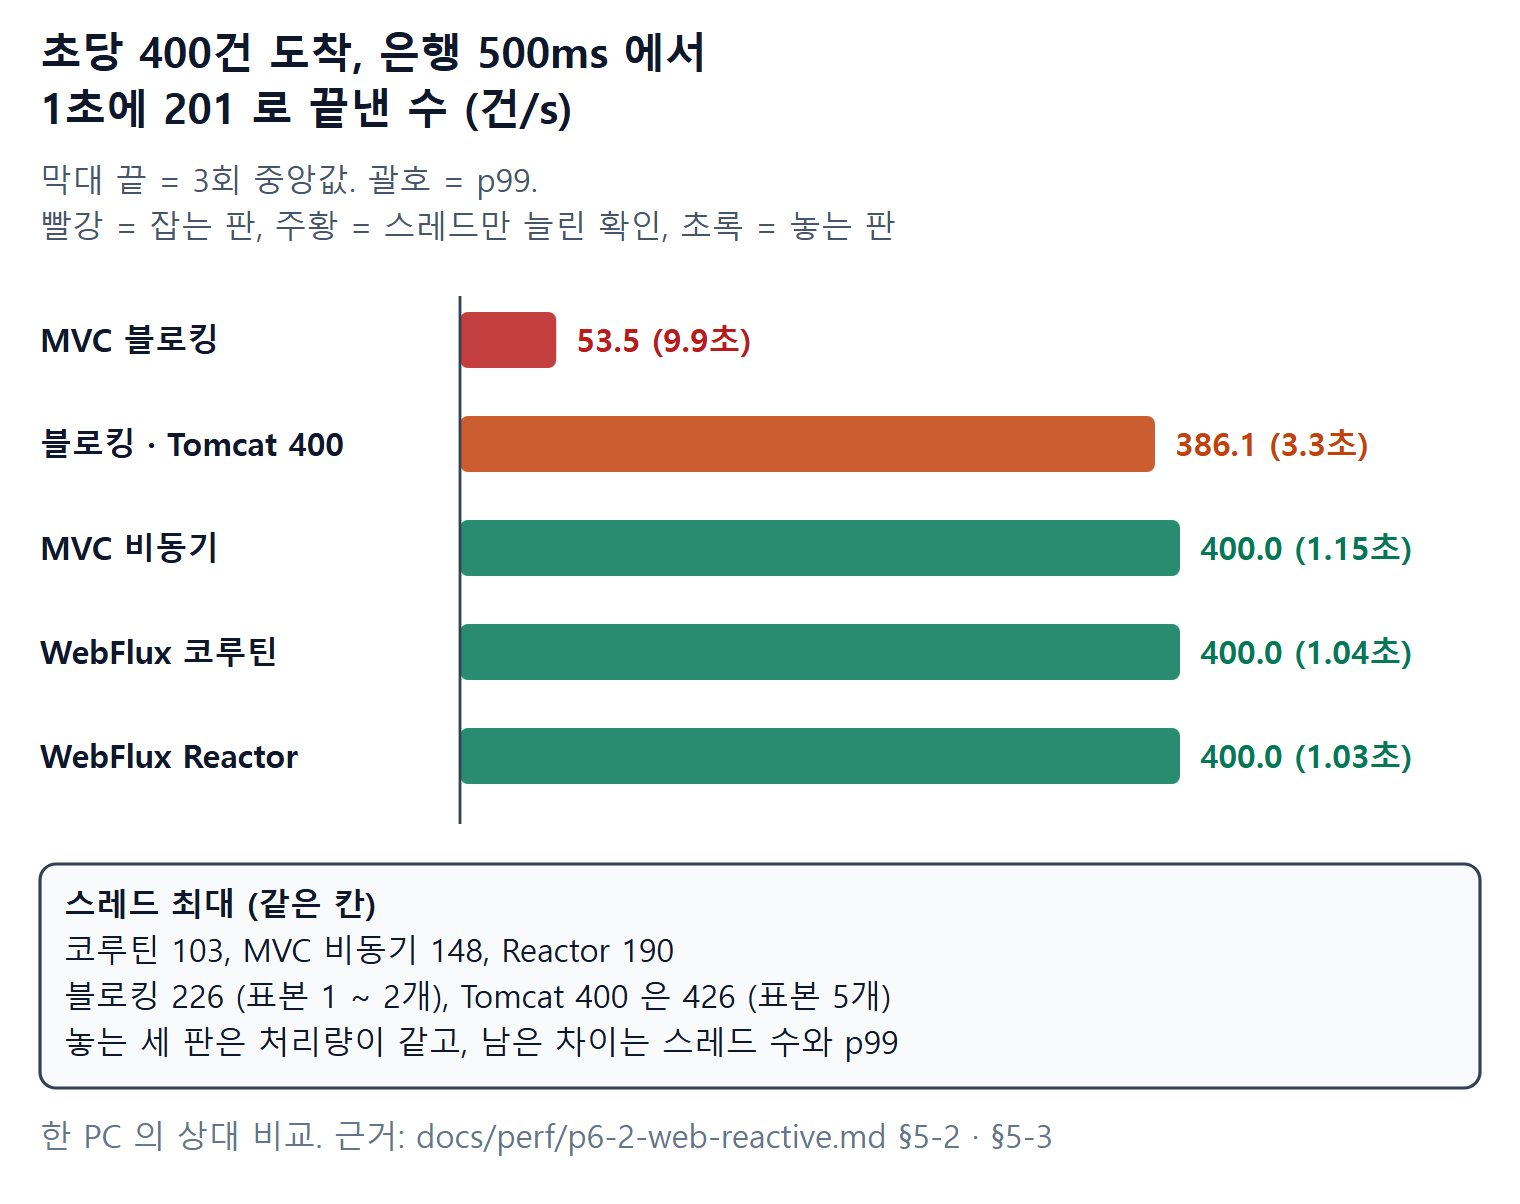 초당 400건 도착, 은행 500ms 에서
1초에 201 로 끝낸 수 (건/s)
막대 끝 = 3회 중앙값. 괄호 = p99.
빨강 = 잡는 판, 주황 = 스레드만 늘린 확인, 초록 = 놓는 판
MVC 블로킹 53.5 (9.9초)
블로킹 · Tomcat 400 386.1 (3.3초)
MVC 비동기 400.0 (1.15초)
WebFlux 코루틴 400.0 (1.04초)
WebFlux Reactor 400.0 (1.03초)
스레드 최대 (같은 칸)
코루틴 103, MVC 비동기 148, Reactor 190
블로킹 226 (표본 1 ~ 2개), Tomcat 400 은 426 (표본 5개)
놓는 세 판은 처리량이 같고, 남은 차이는 스레드 수와 p99
한 PC 의 상대 비교. 근거: docs/perf/p6-2-web-reactive.md §5-2 · §5-3